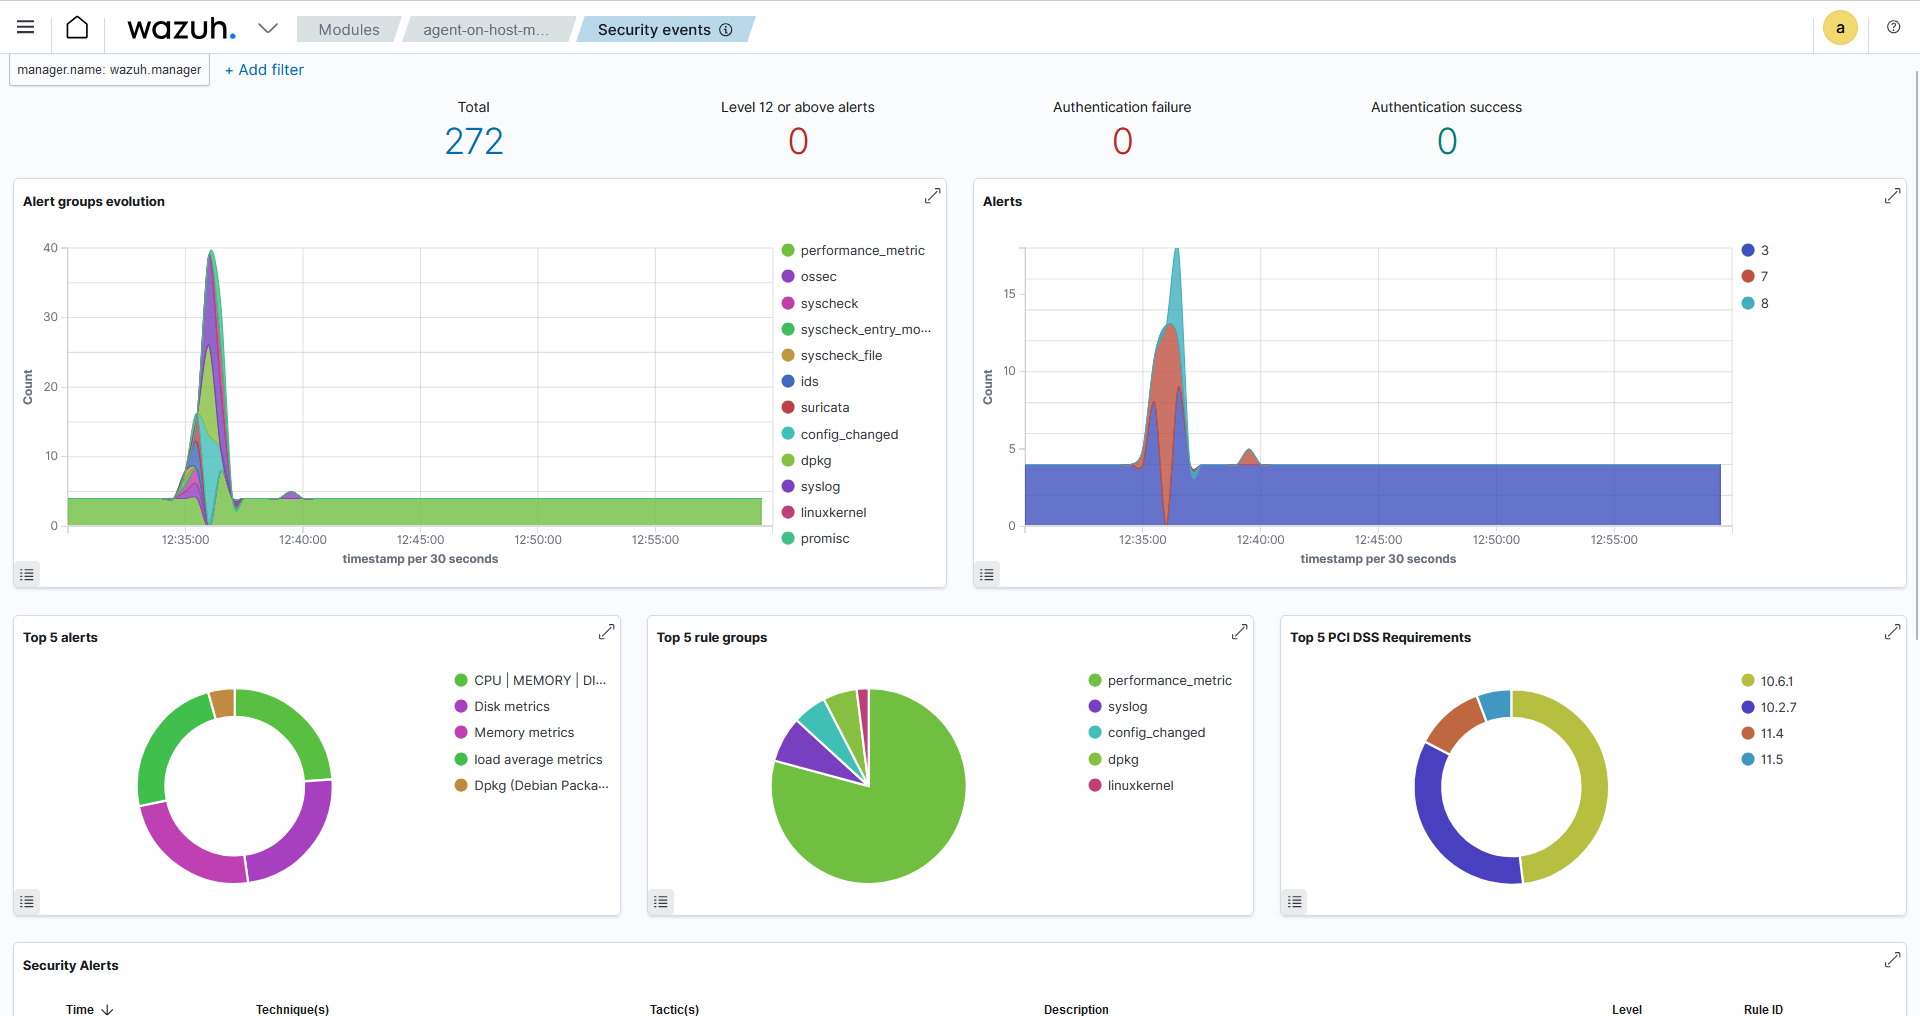 wazuh.
Modules
agent-on-host-m...
Security events
a
manager.name: wazuh.manager
+ Add filter
Total
272
Level 12 or above alerts
0
Authentication failure
0
Authentication success
0
Alert groups evolution
Count
40
30
20
10
0
12:35:00
12:40:00
12:45:00
12:50:00
12:55:00
timestamp per 30 seconds
performance_metric
ossec
syscheck
syscheck_entry_mo...
syscheck_file
ids
suricata
config_changed
dpkg
syslog
linuxkernel
promisc
Alerts
Count
15
10
5
0
12:35:00
12:40:00
12:45:00
12:50:00
12:55:00
timestamp per 30 seconds
3
7
8
Top 5 alerts
CPU | MEMORY | DI...
Disk metrics
Memory metrics
load average metrics
Dpkg (Debian Packa...
Top 5 rule groups
performance_metric
syslog
config_changed
dpkg
linuxkernel
Top 5 PCI DSS Requirements
10.6.1
10.2.7
11.4
11.5
Security Alerts
Time
Technique(s)
Tactic(s)
Description
Level
Rule ID